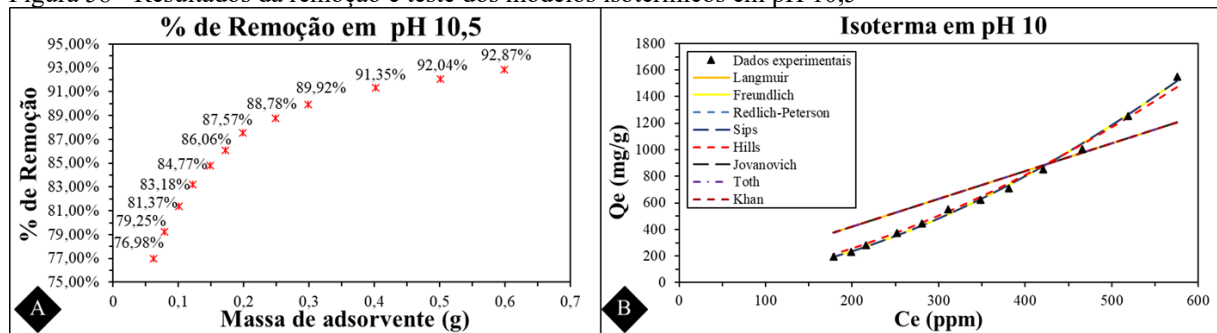 Figura 38 - Resultados da remoção e teste dos modelos isotérmicos em pH 10,5
% de Remoção em pH 10,5
% de Remoção
95,00%
93,00%
91,00%
89,00%
87,00%
85,00%
83,00%
81,00%
79,00%
77,00%
75,00%
92,87%
92,04%
91,35%
89,92%
88,78%
87,57%
86,06%
84,77%
83,18%
81,37%
79,25%
76,98%
0 0,1 0,2 0,3 0,4 0,5 0,6 0,7
Massa de adsorvente (g)
A
Isoterma em pH 10
Qe (mg/g)
1800
1600
1400
1200
1000
800
600
400
200
0
Dados experimentais
Langmuir
Freundlich
Redlich-Peterson
Sips
Hills
Jovanovich
Toth
Khan
0 100 200 300 400 500 600
Ce (ppm)
B